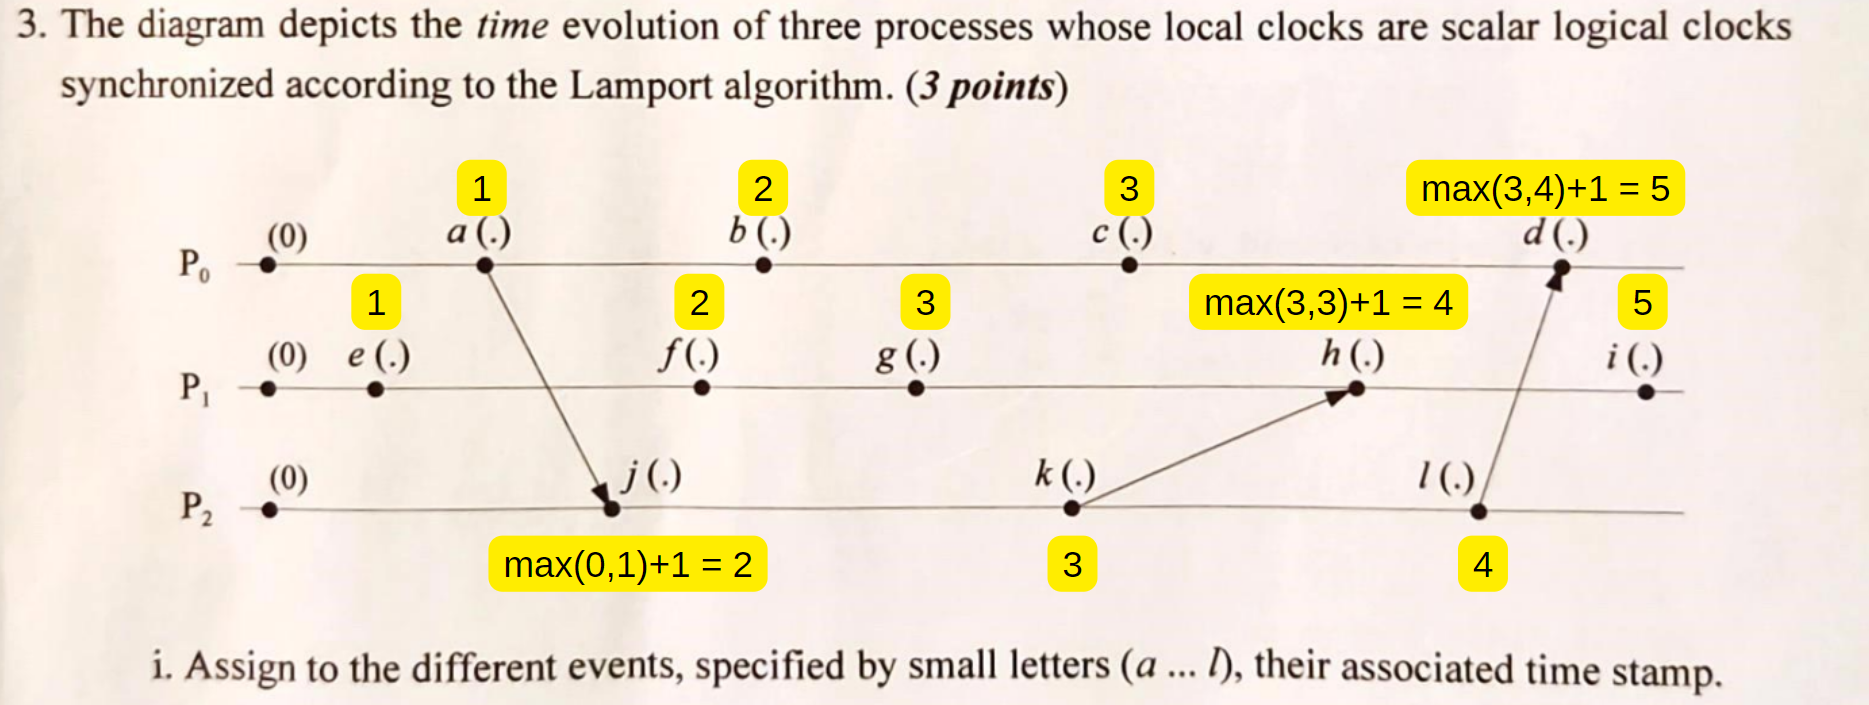 3. The diagram depicts the time evolution of three processes whose local clocks are scalar logical clocks
synchronized according to the Lamport algorithm. (3 points)
1 2 3 max(3,4)+1 = 5
(0) a (.) b (.) c (.) d (.)
P0
1 2 3 max(3,3)+1 = 4 5
(0) e (.) f (.) g (.) h (.) i (.)
P1
(0) j (.) k (.) l (.)
P2
max(0,1)+1 = 2 3 4
i. Assign to the different events, specified by small letters (a ... l), their associated time stamp.